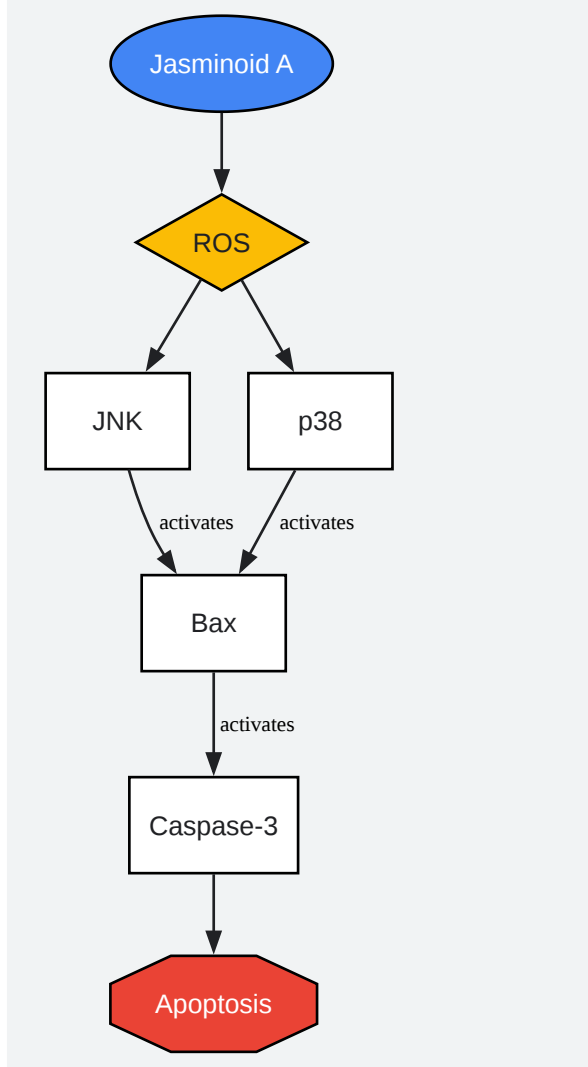 Jasminoid A
ROS
JNK
p38
activates
activates
Bax
activates
Caspase-3
Apoptosis